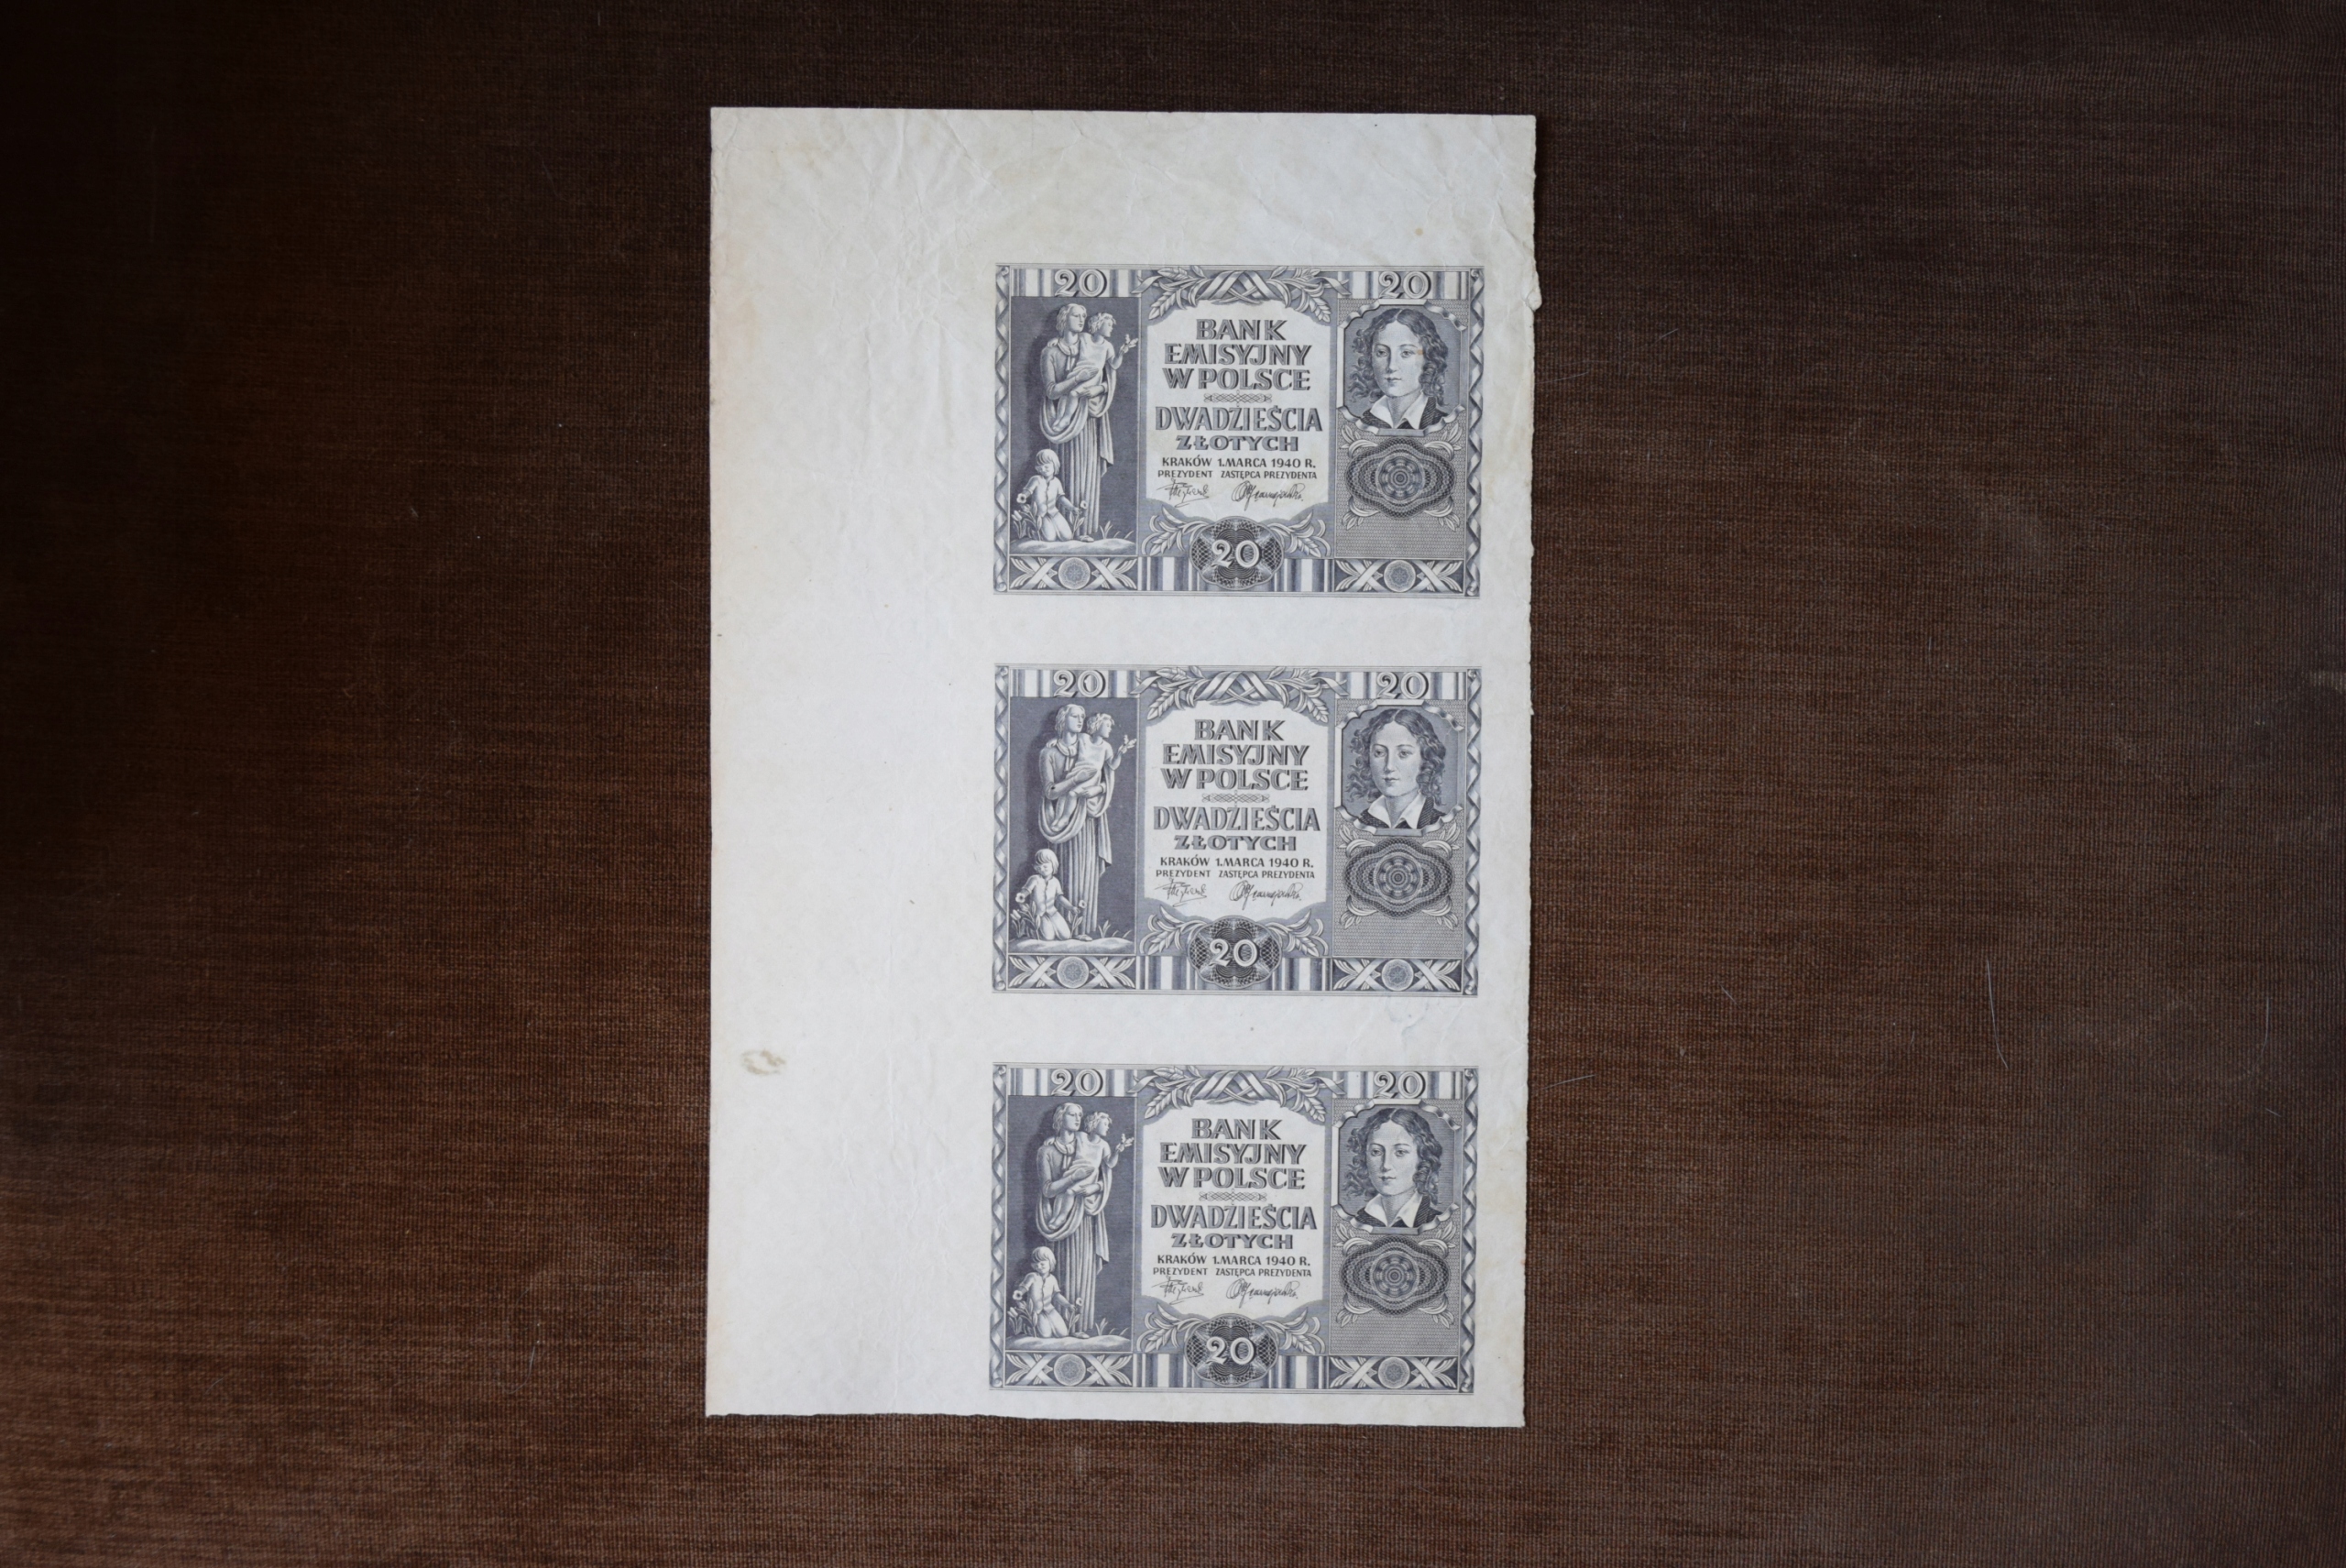 20 20
BANK
EMISYJNY
W POLSCE
DWADZIEŚCIA
ZŁOTYCH
KRAKÓW 1.MARCA 1940 R.
PREZYDENT ZASTĘPCA PREZYDENTA
20
20 20
BANK
EMISYJNY
W POLSCE
DWADZIEŚCIA
ZŁOTYCH
KRAKÓW 1.MARCA 1940 R.
PREZYDENT ZASTĘPCA PREZYDENTA
20
20 20
BANK
EMISYJNY
W POLSCE
DWADZIEŚCIA
ZŁOTYCH
KRAKÓW 1.MARCA 1940 R.
PREZYDENT ZASTĘPCA PREZYDENTA
20